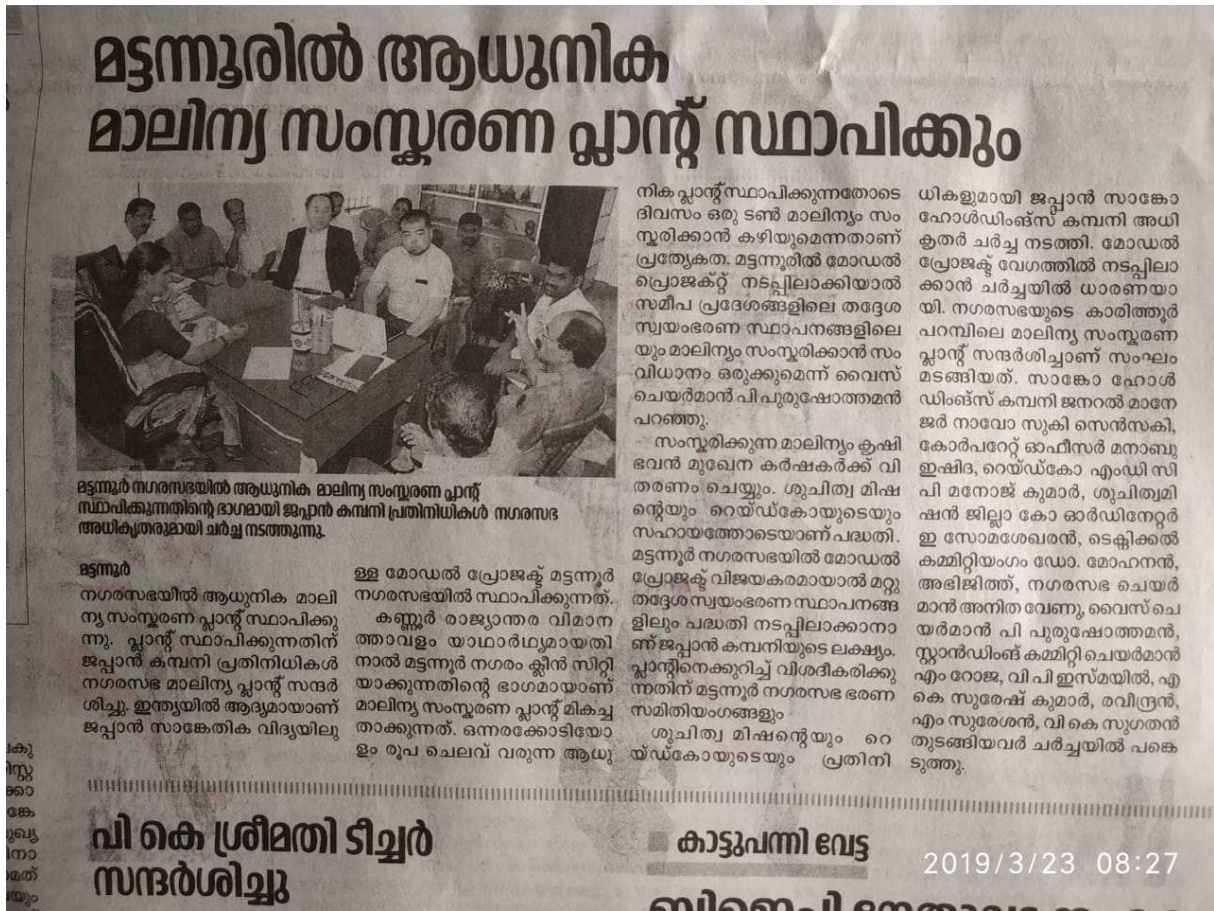 മട്ടന്നൂരിൽ ആധുനിക
മാലിന്യ സംസ്കരണ പ്ലാന്റ് സ്ഥാപിക്കും
മട്ടന്നൂർ നഗരസഭയിൽ ആധുനിക മാലിന്യ സംസ്കരണ പ്ലാന്റ്
സ്ഥാപിക്കുന്നതിന്റെ ഭാഗമായി ജപ്പാൻ കമ്പനി പ്രതിനിധികൾ നഗരസഭ
അധികൃതരുമായി ചർച്ച നടത്തുന്നു.
മട്ടന്നൂർ
നഗരസഭയിൽ ആധുനിക മാലി
ന്യ സംസ്കരണ പ്ലാന്റ് സ്ഥാപിക്കു
ന്നു. പ്ലാന്റ് സ്ഥാപിക്കുന്നതിന്
ജപ്പാൻ കമ്പനി പ്രതിനിധികൾ
നഗരസഭ മാലിന്യ പ്ലാന്റ് സന്ദർ
ശിച്ചു. ഇന്ത്യയിൽ ആദ്യമായാണ്
ജപ്പാൻ സാങ്കേതിക വിദ്യയിലു
ള്ള മോഡൽ പ്രോജക്ട് മട്ടന്നൂർ
നഗരസഭയിൽ സ്ഥാപിക്കുന്നത്.
കണ്ണൂർ രാജ്യാന്തര വിമാന
ത്താവളം യാഥാർഥ്യമായതി
നാൽ മട്ടന്നൂർ നഗരം ക്ലീൻ സിറ്റി
യാക്കുന്നതിന്റെ ഭാഗമായാണ്
മാലിന്യ സംസ്കരണ പ്ലാന്റ് മികച്ച
താക്കുന്നത്. ഒന്നരക്കോടിയോ
ളം രൂപ ചെലവ് വരുന്ന ആധു
നിക പ്ലാന്റ് സ്ഥാപിക്കുന്നതോടെ
ദിവസം ഒരു ടൺ മാലിന്യം സം
സ്കരിക്കാൻ കഴിയുമെന്നതാണ്
പ്രത്യേകത. മട്ടന്നൂരിൽ മോഡൽ
പ്രൊജക്റ്റ് നടപ്പിലാക്കിയാൽ
സമീപ പ്രദേശങ്ങളിലെ തദ്ദേശ
സ്വയംഭരണ സ്ഥാപനങ്ങളിലെ
യും മാലിന്യം സംസ്കരിക്കാൻ സം
വിധാനം ഒരുക്കുമെന്ന് വൈസ്
ചെയർമാൻ പി പുരുഷോത്തമൻ
പറഞ്ഞു.
സംസ്കരിക്കുന്ന മാലിന്യം കൃഷി
ഭവൻ മുഖേന കർഷകർക്ക് വി
തരണം ചെയ്യും. ശുചിത്വ മിഷ
ന്റെയും റെയ്ഡ്കോയുടെയും
സഹായത്തോടെയാണ് പദ്ധതി.
മട്ടന്നൂർ നഗരസഭയിൽ മോഡൽ
പ്രോജക്ട് വിജയകരമായാൽ മറ്റു
തദ്ദേശ സ്വയംഭരണ സ്ഥാപനങ്ങ
ളിലും പദ്ധതി നടപ്പിലാക്കാനാ
ണ് ജപ്പാൻ കമ്പനിയുടെ ലക്ഷ്യം.
പ്ലാന്റിനെക്കുറിച്ച് വിശദീകരിക്കു
ന്നതിന് മട്ടന്നൂർ നഗരസഭ ഭരണ
സമിതിയംഗങ്ങളും
ശുചിത്വ മിഷന്റെയും റെ
യ്ഡ്കോയുടെയും പ്രതിനി
ധികളുമായി ജപ്പാൻ സാങ്കോ
ഹോൾഡിംങ്സ് കമ്പനി അധി
കൃതർ ചർച്ച നടത്തി. മോഡൽ
പ്രോജക്ട് വേഗത്തിൽ നടപ്പിലാ
ക്കാൻ ചർച്ചയിൽ ധാരണയാ
യി. നഗരസഭയുടെ കാരിത്തൂർ
പറമ്പിലെ മാലിന്യ സംസ്കരണ
പ്ലാന്റ് സന്ദർശിച്ചാണ് സംഘം
മടങ്ങിയത്. സാങ്കോ ഹോൾ
ഡിംങ്സ് കമ്പനി ജനറൽ മാനേ
ജർ നാവോ സുകി സെൻസകി,
കോർപറേറ്റ് ഓഫീസർ മനാബു
ഇഷിദ, റെയ്ഡ്കോ എംഡി സി
പി മനോജ് കുമാർ, ശുചിത്വമി
ഷൻ ജില്ലാ കോ ഓർഡിനേറ്റർ
ഇ സോമശേഖരൻ, ടെക്നിക്കൽ
കമ്മിറ്റിയംഗം ഡോ. മോഹനൻ,
അഭിജിത്ത്, നഗരസഭ ചെയർ
മാൻ അനിത വേണു, വൈസ് ചെ
യർമാൻ പി പുരുഷോത്തമൻ,
സ്റ്റാൻഡിംങ് കമ്മിറ്റി ചെയർമാൻ
എം റോജ, വി പി ഇസ്മയിൽ, എ
കെ സുരേഷ് കുമാർ, രവീന്ദ്രൻ,
എം സുരേശൻ, വി കെ സുഗതൻ
തുടങ്ങിയവർ ചർച്ചയിൽ പങ്കെ
ടുത്തു.
പി കെ ശ്രീമതി ടീച്ചർ
സന്ദർശിച്ചു
കാട്ടുപന്നി വേട്ട
2019/3/23 08:27